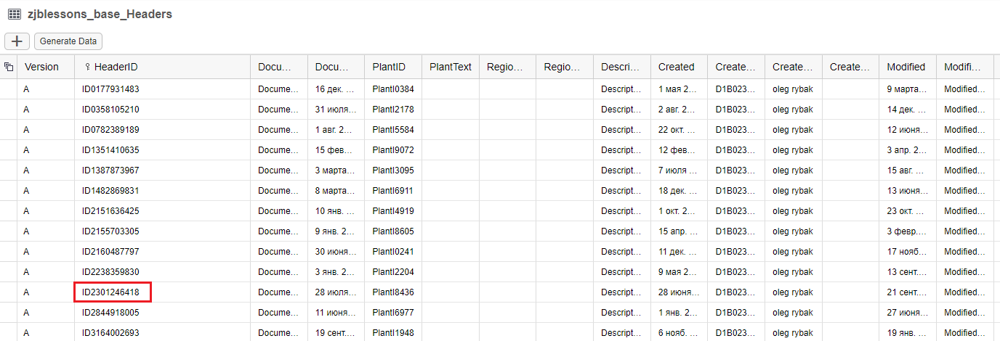 zjblessons_base_Headers
Generate Data
Version HeaderID Docu... Docu... PlantID PlantText Regio... Regio... Descri... Created Create... Create... Create... Modified Modifi...
A ID0177931483 Docume... 16 дек. ... PlantI0384 Descript... 1 мая 2... D1B023... oleg rybak 9 марта... Modified...
A ID0358105210 Docume... 31 июля... PlantI2178 Descript... 2 авг. 2... D1B023... oleg rybak 14 дек. ... Modified...
A ID0782389189 Docume... 1 авг. 2... PlantI5584 Descript... 22 окт. ... D1B023... oleg rybak 12 июня... Modified...
A ID1351410635 Docume... 15 фев... PlantI9072 Descript... 12 фев... D1B023... oleg rybak 3 апр. 2... Modified...
A ID1387873967 Docume... 3 марта... PlantI3095 Descript... 7 июля ... D1B023... oleg rybak 15 авг. ... Modified...
A ID1482869831 Docume... 8 марта... PlantI6911 Descript... 18 дек. ... D1B023... oleg rybak 13 июня... Modified...
A ID2151636425 Docume... 10 янв. ... PlantI4919 Descript... 1 окт. 2... D1B023... oleg rybak 23 окт. ... Modified...
A ID2155703305 Docume... 9 янв. 2... PlantI8605 Descript... 15 апр. ... D1B023... oleg rybak 3 февр.... Modified...
A ID2160487797 Docume... 30 июня... PlantI0241 Descript... 11 дек. ... D1B023... oleg rybak 17 нояб... Modified...
A ID2238359830 Docume... 3 янв. 2... PlantI2204 Descript... 9 мая 2... D1B023... oleg rybak 13 сент.... Modified...
A ID2301246418 Docume... 28 июля... PlantI8436 Descript... 28 июня... D1B023... oleg rybak 21 сент.... Modified...
A ID2844918005 Docume... 11 июня... PlantI6977 Descript... 1 янв. 2... D1B023... oleg rybak 27 июня... Modified...
A ID3164002693 Docume... 19 сент.... PlantI1948 Descript... 6 нояб. ... D1B023... oleg rybak 19 янв. ... Modified...